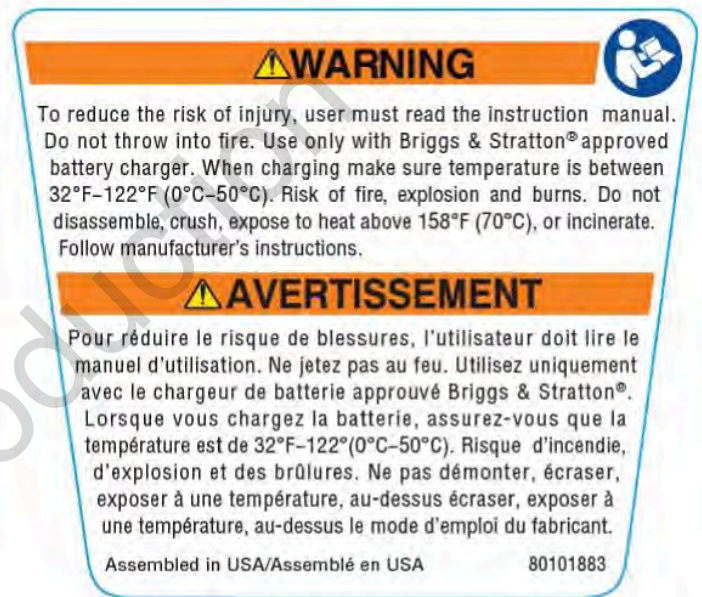 WARNING
To reduce the risk of injury, user must read the instruction manual.
Do not throw into fire. Use only with Briggs & Stratton® approved
battery charger. When charging make sure temperature is between
32°F–122°F (0°C–50°C). Risk of fire, explosion and burns. Do not
disassemble, crush, expose to heat above 158°F (70°C), or incinerate.
Follow manufacturer's instructions.
AVERTISSEMENT
Pour réduire le risque de blessures, l'utilisateur doit lire le
manuel d'utilisation. Ne jetez pas au feu. Utilisez uniquement
avec le chargeur de batterie approuvé Briggs & Stratton®.
Lorsque vous chargez la batterie, assurez-vous que la
température est de 32°F–122°(0°C–50°C). Risque d'incendie,
d'explosion et des brûlures. Ne pas démonter, écraser,
exposer à une température, au-dessus écraser, exposer à
une température, au-dessus le mode d'emploi du fabricant.
Assembled in USA/Assemblé en USA 80101883
oduction